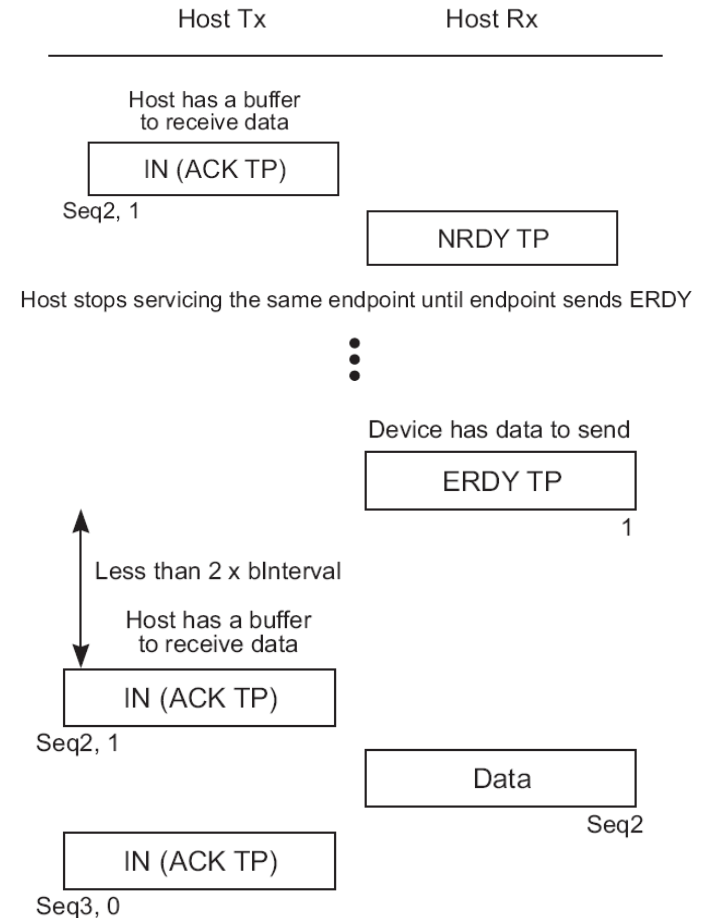 Host Tx
Host Rx
Host has a buffer
to receive data
IN (ACK TP)
Seq2, 1
NRDY TP
Host stops servicing the same endpoint until endpoint sends ERDY
Device has data to send
ERDY TP
1
Less than 2 x bInterval
Host has a buffer
to receive data
IN (ACK TP)
Seq2, 1
Data
Seq2
IN (ACK TP)
Seq3, 0